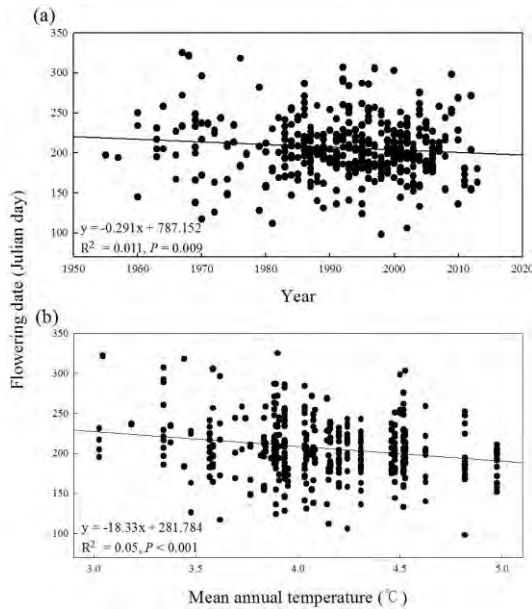 (a)
350
300
250
200
150
100
y = -0.291x + 787.152
R² = 0.011, P = 0.009
1950 1960 1970 1980 1990 2000 2010 2020
Year
Flowering date (Julian day)
(b)
350
300
250
200
150
100
y = -18.33x + 281.784
R² = 0.05, P < 0.001
3.0 3.5 4.0 4.5 5.0
Mean annual temperature (℃)